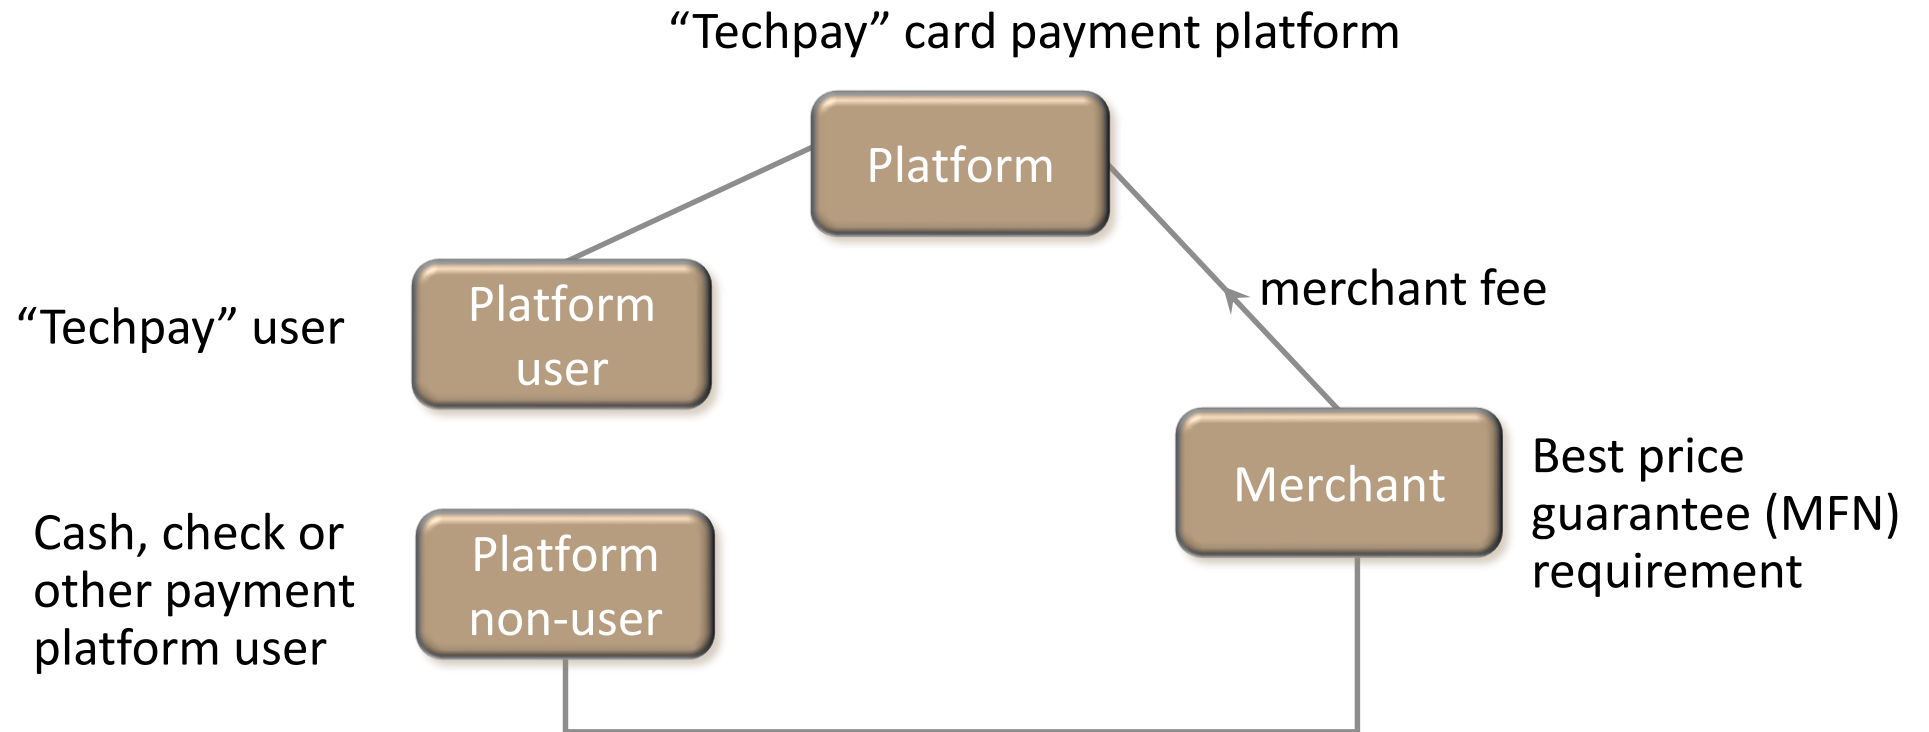 “Techpay” card payment platform
Platform
“Techpay” user
Platform
user
merchant fee
Merchant
Best price
guarantee (MFN)
requirement
Cash, check or
other payment
platform user
Platform
non-user